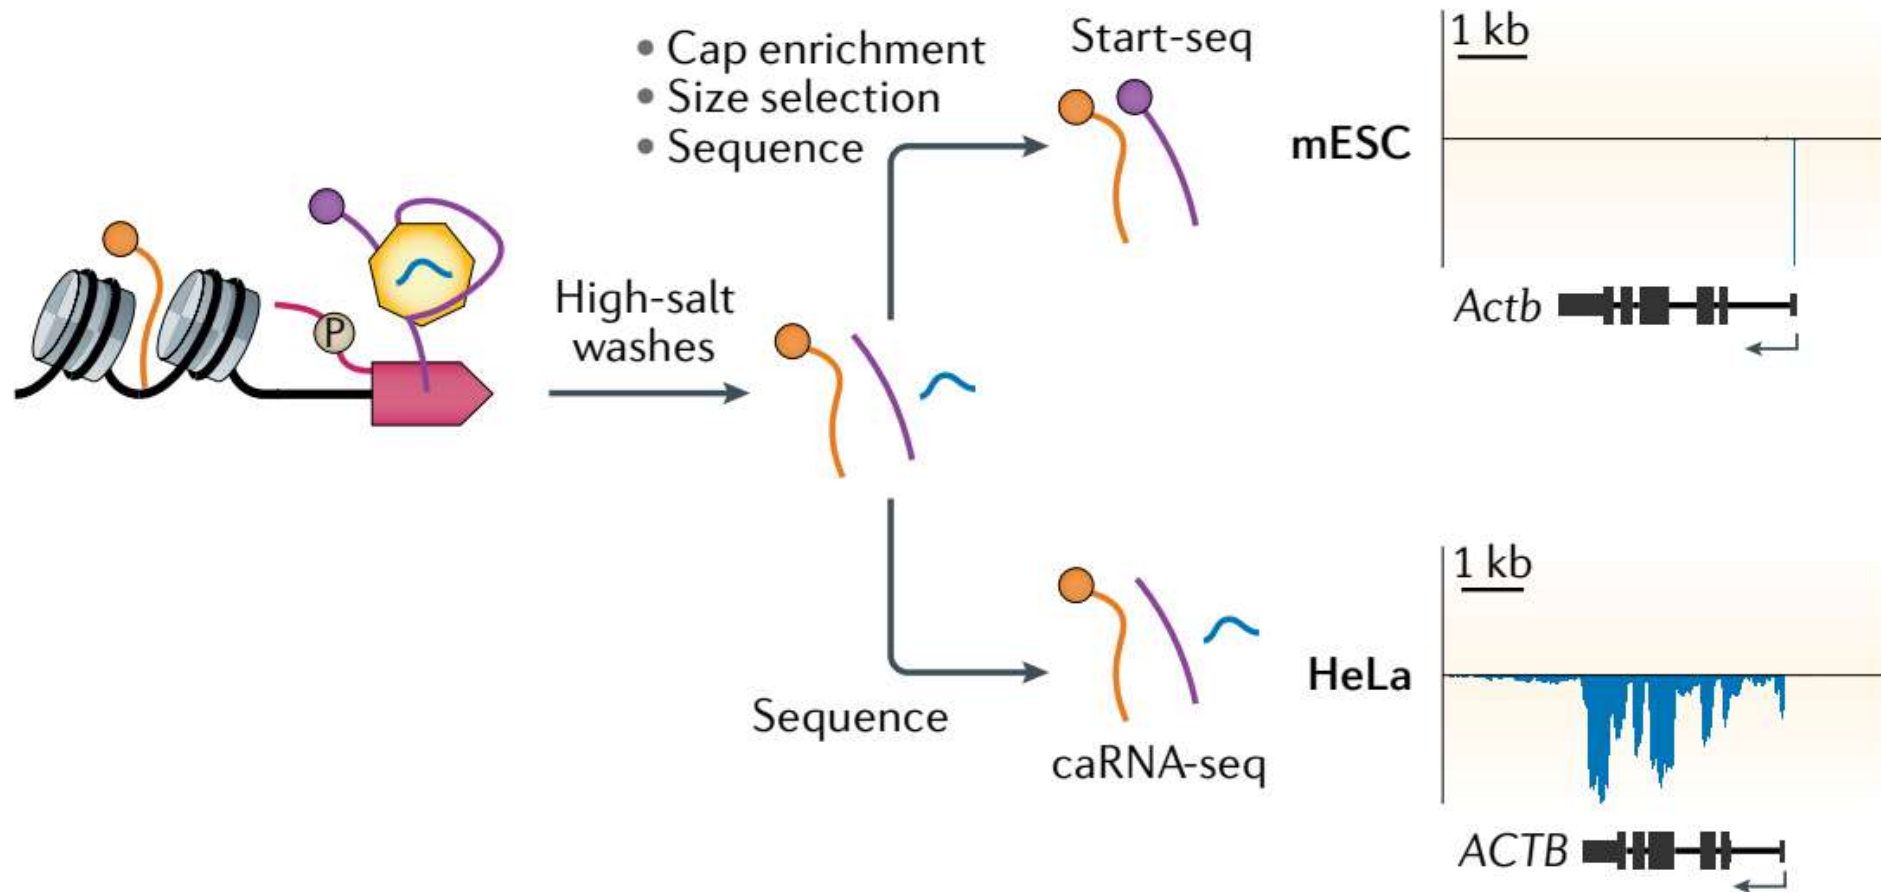 • Cap enrichment
• Size selection
• Sequence
Start-seq
mESC
1 kb
Actb
P
High-salt
washes
Sequence
caRNA-seq
HeLa
1 kb
ACTB